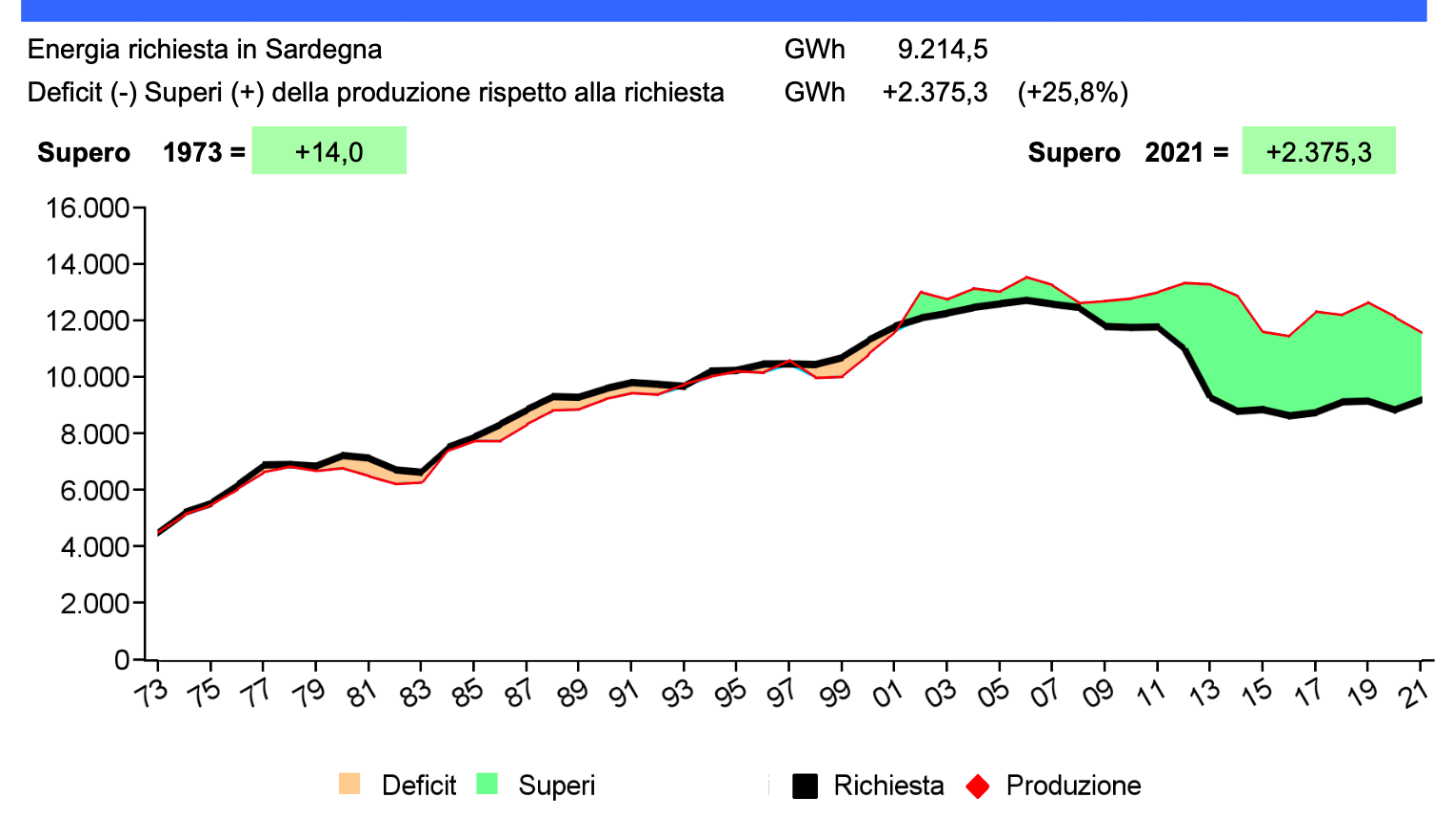 Energia richiesta in Sardegna GWh 9.214,5
Deficit (-) Superi (+) della produzione rispetto alla richiesta GWh +2.375,3 (+25,8%)
Supero 1973 = +14,0 Supero 2021 = +2.375,3
16.000
14.000
12.000
10.000
8.000
6.000
4.000
2.000
0
73 75 77 79 81 83 85 87 89 91 93 95 97 99 01 03 05 07 09 11 13 15 17 19 21
Deficit Superi Richiesta Produzione